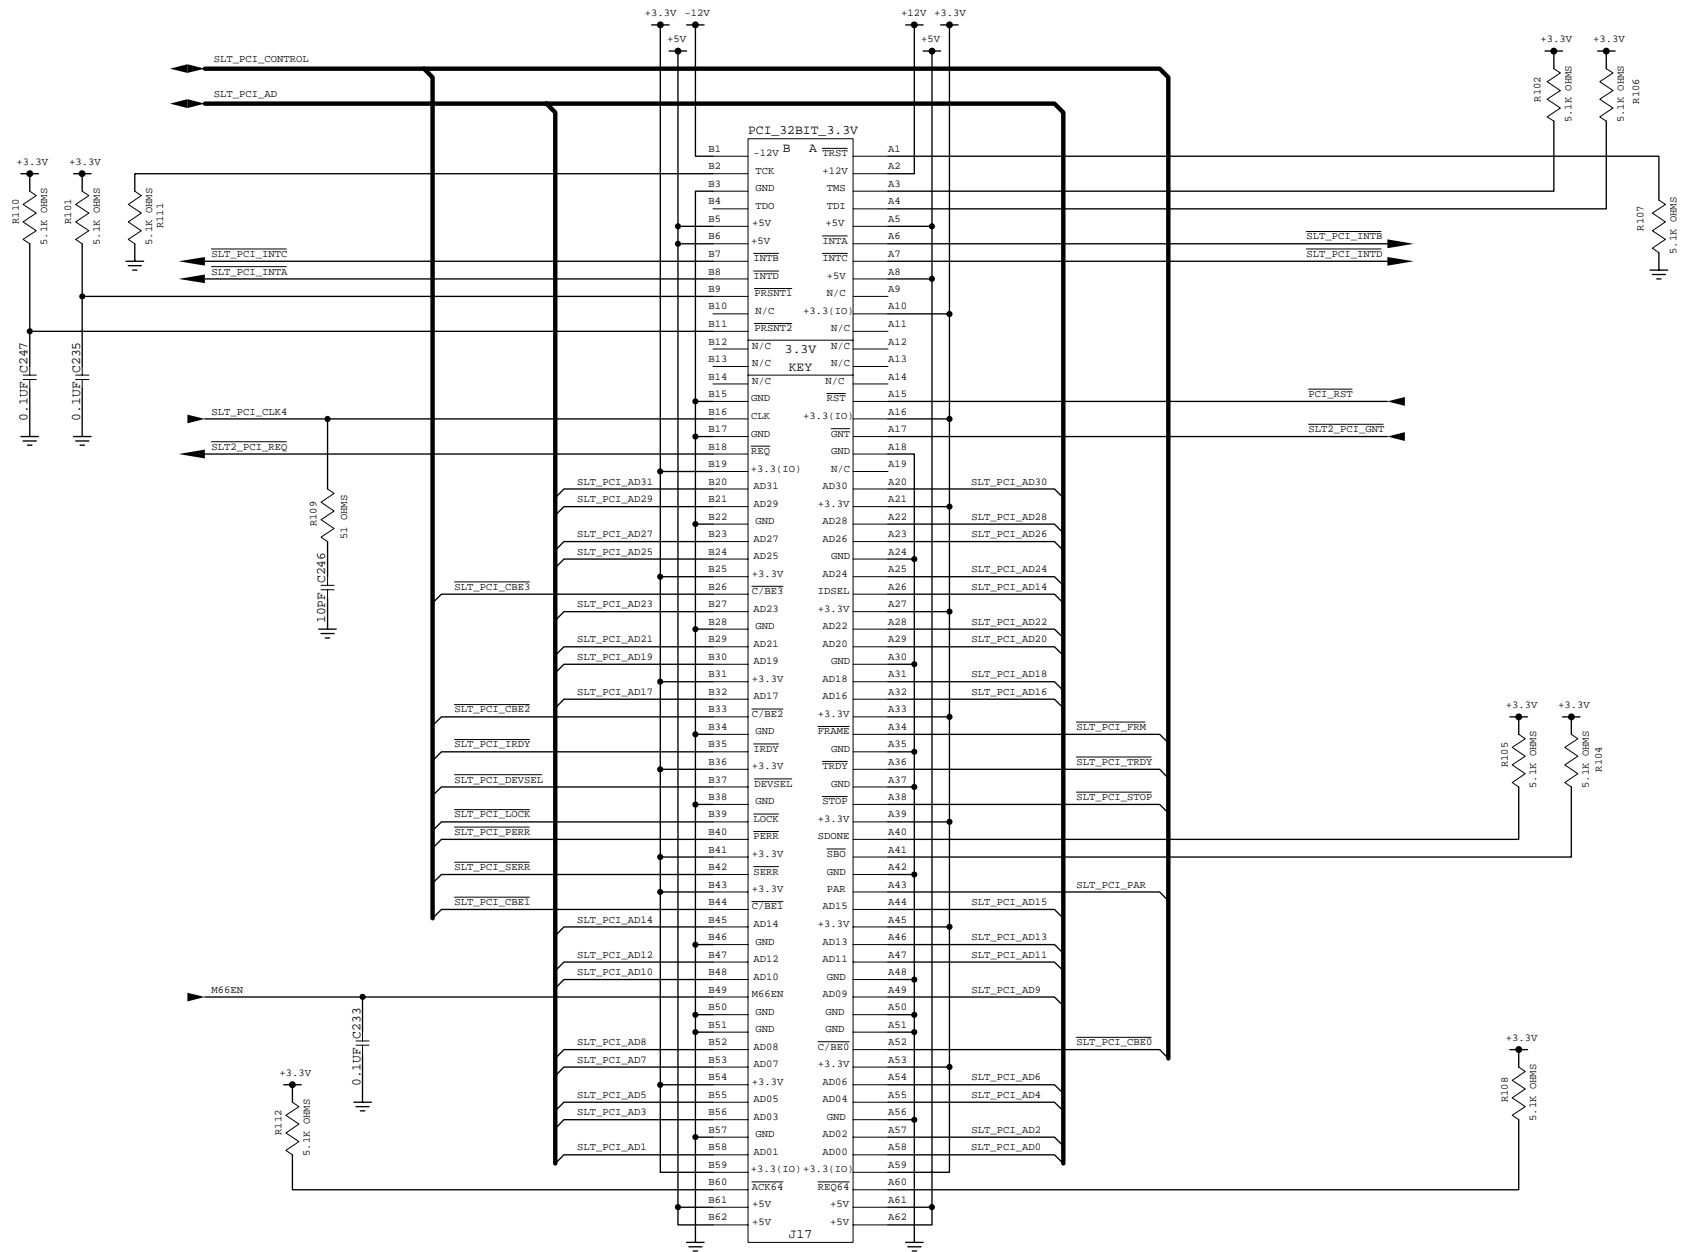 +3.3V -12V +12V +3.3V
+5V +5V
+3.3V +3.3V
SLT_PCI_CONTROL
SLT_PCI_AD
R102 5.1K OHMS
R106 5.1K OHMS
PCI_32BIT_3.3V
B A
+3.3V +3.3V
R110 5.1K OHMS
R101 5.1K OHMS
R111 5.1K OHMS
R107 5.1K OHMS
B1 -12V TRST A1
B2 TCK +12V A2
B3 GND TMS A3
B4 TDO TDI A4
B5 +5V +5V A5
B6 +5V INTA A6 SLT_PCI_INTB
SLT_PCI_INTC B7 INTB INTC A7 SLT_PCI_INTD
SLT_PCI_INTA B8 INTD +5V A8
B9 PRSNT1 N/C A9
B10 N/C +3.3(IO) A10
B11 PRSNT2 N/C A11
B12 N/C 3.3V N/C A12
B13 N/C KEY N/C A13
B14 N/C N/C A14
C247 0.1UF
C235 0.1UF
B15 GND RST A15 PCI_RST
SLT_PCI_CLK4 B16 CLK +3.3(IO) A16
B17 GND GNT A17 SLT2_PCI_GNT
SLT2_PCI_REQ B18 REQ GND A18
B19 +3.3(IO) N/C A19
SLT_PCI_AD31 B20 AD31 AD30 A20 SLT_PCI_AD30
SLT_PCI_AD29 B21 AD29 +3.3V A21
R109 51 OHMS
B22 GND AD28 A22 SLT_PCI_AD28
SLT_PCI_AD27 B23 AD27 AD26 A23 SLT_PCI_AD26
SLT_PCI_AD25 B24 AD25 GND A24
B25 +3.3V AD24 A25 SLT_PCI_AD24
C246 10PF
SLT_PCI_CBE3 B26 C/BE3 IDSEL A26 SLT_PCI_AD14
SLT_PCI_AD23 B27 AD23 +3.3V A27
B28 GND AD22 A28 SLT_PCI_AD22
SLT_PCI_AD21 B29 AD21 AD20 A29 SLT_PCI_AD20
SLT_PCI_AD19 B30 AD19 GND A30
B31 +3.3V AD18 A31 SLT_PCI_AD18
SLT_PCI_AD17 B32 AD17 AD16 A32 SLT_PCI_AD16
SLT_PCI_CBE2 B33 C/BE2 +3.3V A33
+3.3V +3.3V
B34 GND FRAME A34 SLT_PCI_FRM
SLT_PCI_IRDY B35 IRDY GND A35
R105 5.1K OHMS
R104 5.1K OHMS
B36 +3.3V TRDY A36 SLT_PCI_TRDY
SLT_PCI_DEVSEL B37 DEVSEL GND A37
B38 GND STOP A38 SLT_PCI_STOP
SLT_PCI_LOCK B39 LOCK +3.3V A39
SLT_PCI_PERR B40 PERR SDONE A40
B41 +3.3V SBO A41
SLT_PCI_SERR B42 SERR GND A42
B43 +3.3V PAR A43 SLT_PCI_PAR
SLT_PCI_CBE1 B44 C/BE1 AD15 A44 SLT_PCI_AD15
SLT_PCI_AD14 B45 AD14 +3.3V A45
B46 GND AD13 A46 SLT_PCI_AD13
SLT_PCI_AD12 B47 AD12 AD11 A47 SLT_PCI_AD11
SLT_PCI_AD10 B48 AD10 GND A48
M66EN B49 M66EN AD09 A49 SLT_PCI_AD9
B50 GND GND A50
B51 GND GND A51
C233 0.1UF
SLT_PCI_AD8 B52 AD08 C/BE0 A52 SLT_PCI_CBE0
SLT_PCI_AD7 B53 AD07 +3.3V A53
+3.3V +3.3V
B54 +3.3V AD06 A54 SLT_PCI_AD6
SLT_PCI_AD5 B55 AD05 AD04 A55 SLT_PCI_AD4
R112 5.1K OHMS
R108 5.1K OHMS
SLT_PCI_AD3 B56 AD03 GND A56
B57 GND AD02 A57 SLT_PCI_AD2
SLT_PCI_AD1 B58 AD01 AD00 A58 SLT_PCI_AD0
B59 +3.3(IO) +3.3(IO) A59
B60 ACK64 REQ64 A60
B61 +5V +5V A61
B62 +5V +5V A62
J17